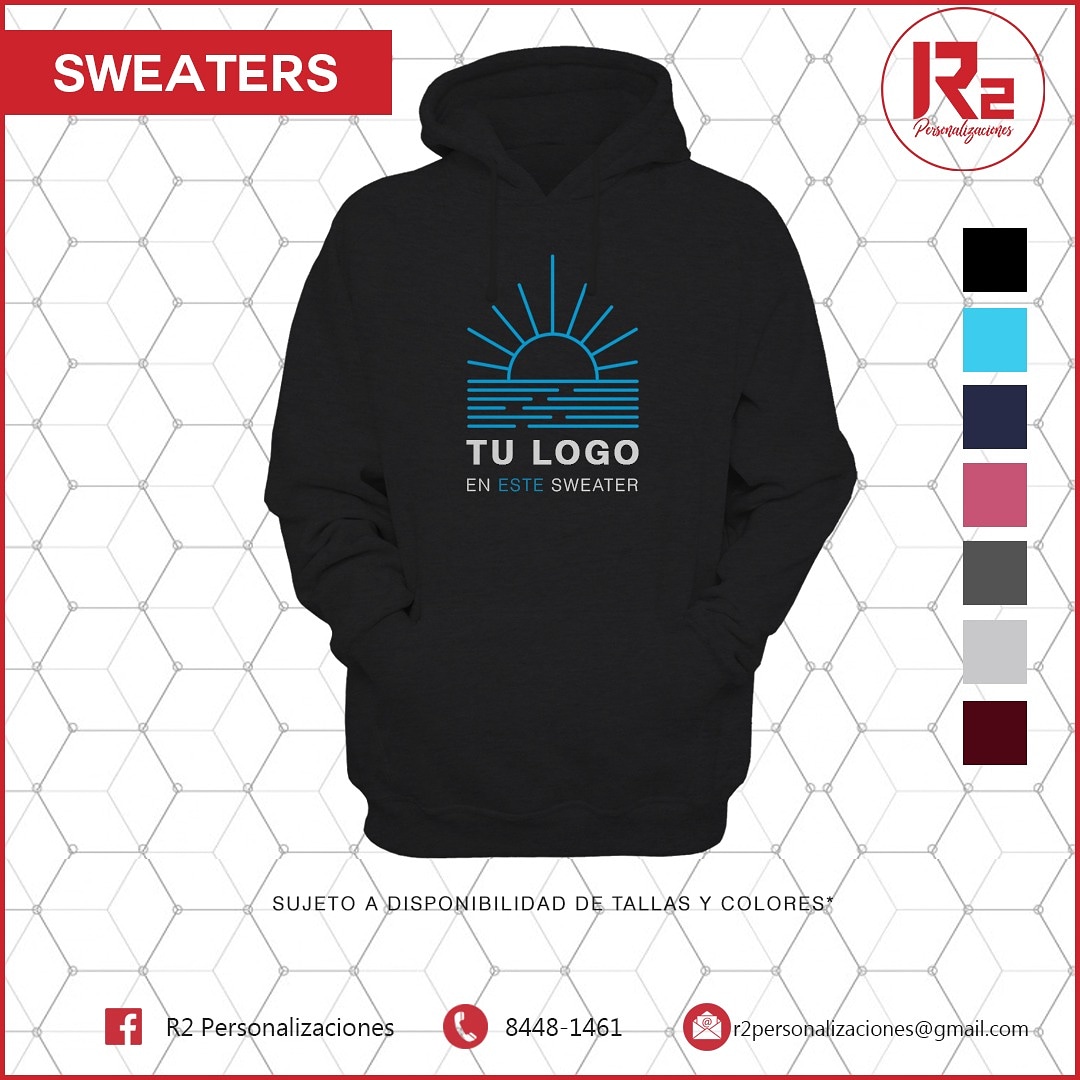 SWEATERS
R2
Personalizaciones
TU LOGO
EN ESTE SWEATER
SUJETO A DISPONIBILIDAD DE TALLAS Y COLORES*
R2 Personalizaciones
8448-1461
r2personalizaciones@gmail.com